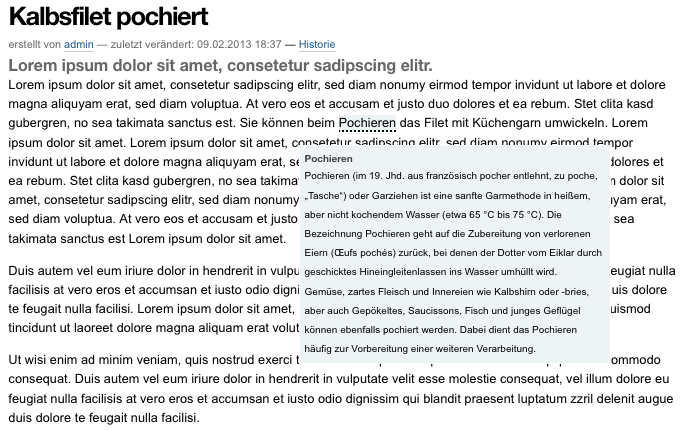 Kalbsfilet pochiert
erstellt von admin — zuletzt verändert: 09.02.2013 18:37 — Historie
Lorem ipsum dolor sit amet, consetetur sadipscing elitr.
Lorem ipsum dolor sit amet, consetetur sadipscing elitr, sed diam nonumy eirmod tempor invidunt ut labore et dolore
magna aliquyam erat, sed diam voluptua. At vero eos et accusam et justo duo dolores et ea rebum. Stet clita kasd
gubergren, no sea takimata sanctus est. Sie können beim Pochieren das Filet mit Küchengarn umwickeln. Lorem
ipsum dolor sit amet. Lorem ipsum dolor sit amet, consetetur sadipscing elitr, sed diam nonumy eirmod tempor
invidunt ut labore et dolore magna aliquyam erat, se dolores et
ea rebum. Stet clita kasd gubergren, no sea takima dolor sit
amet, consetetur sadipscing elitr, sed diam nonumy uyam erat,
sed diam voluptua. At vero eos et accusam et justo sea
takimata sanctus est Lorem ipsum dolor sit amet.
Pochieren
Pochieren (im 19. Jhd. aus französisch pocher entlehnt, zu poche,
„Tasche“) oder Garziehen ist eine sanfte Garmethode in heißem,
aber nicht kochendem Wasser (etwa 65 °C bis 75 °C). Die
Bezeichnung Pochieren geht auf die Zubereitung von verlorenen
Eiern (Œufs pochés) zurück, bei denen der Dotter vom Eiklar durch
geschicktes Hineingleitenlassen ins Wasser umhüllt wird.
Gemüse, zartes Fleisch und Innereien wie Kalbshirn oder -bries,
aber auch Gepökeltes, Saucissons, Fisch und junges Geflügel
können ebenfalls pochiert werden. Dabei dient das Pochieren
häufig zur Vorbereitung einer weiteren Verarbeitung.
Duis autem vel eum iriure dolor in hendrerit in vulpu feugiat nulla
facilisis at vero eros et accumsan et iusto odio digni
te feugait nulla facilisi. Lorem ipsum dolor sit amet, uismod
tincidunt ut laoreet dolore magna aliquam erat volut
Ut wisi enim ad minim veniam, quis nostrud exerci t ommodo
consequat. Duis autem vel eum iriure dolor in hendrerit in vulputate velit esse molestie consequat, vel illum dolore eu
feugiat nulla facilisis at vero eros et accumsan et iusto odio dignissim qui blandit praesent luptatum zzril delenit augue
duis dolore te feugait nulla facilisi.